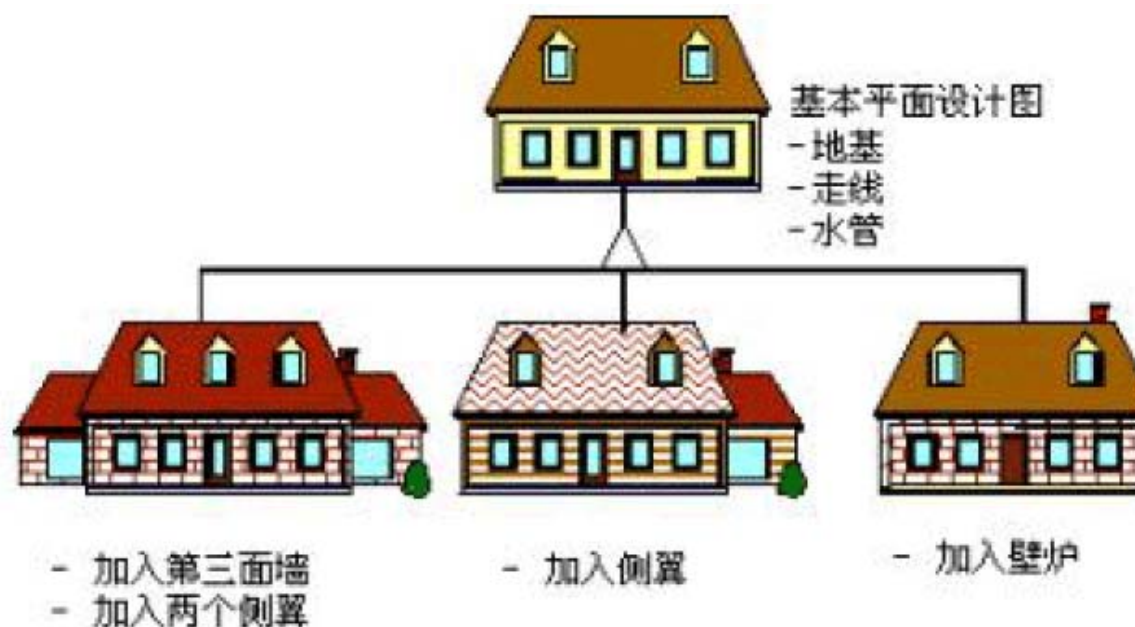 基本平面设计图
- 地基
- 走线
- 水管
- 加入第三面墙
- 加入两个侧翼
- 加入侧翼
- 加入壁炉